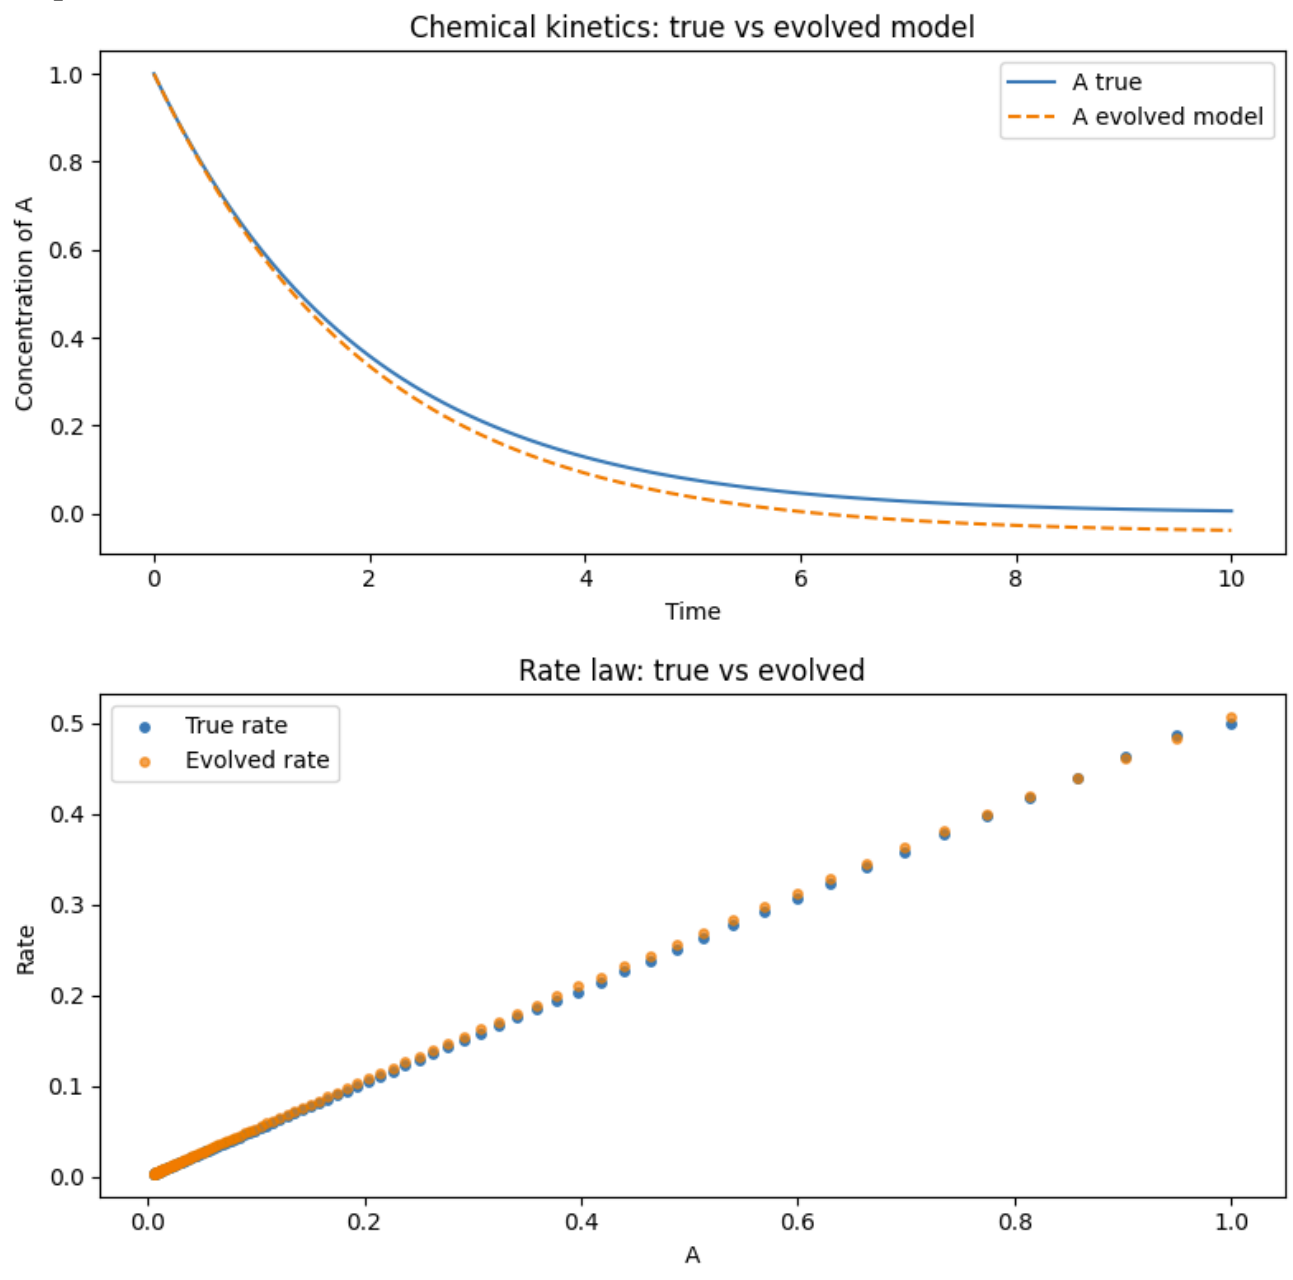 Chemical kinetics: true vs evolved model
A true
A evolved model
Concentration of A
1.0
0.8
0.6
0.4
0.2
0.0
0 2 4 6 8 10
Time
Rate law: true vs evolved
True rate
Evolved rate
Rate
0.5
0.4
0.3
0.2
0.1
0.0
0.0 0.2 0.4 0.6 0.8 1.0
A